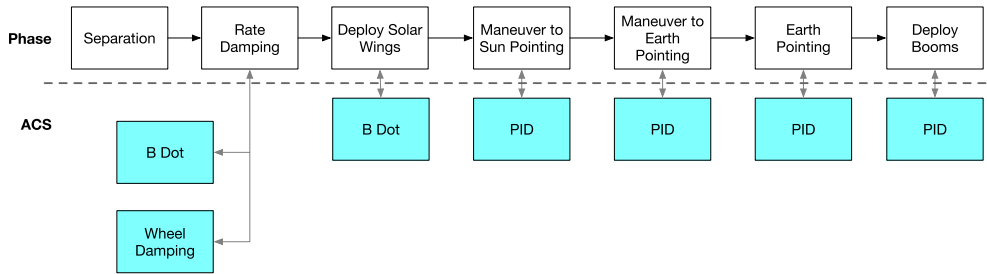 Phase
Separation
Rate
Damping
Deploy Solar
Wings
Maneuver to
Sun Pointing
Maneuver to
Earth
Pointing
Earth
Pointing
Deploy
Booms
ACS
B Dot
PID
PID
PID
PID
B Dot
Wheel
Damping